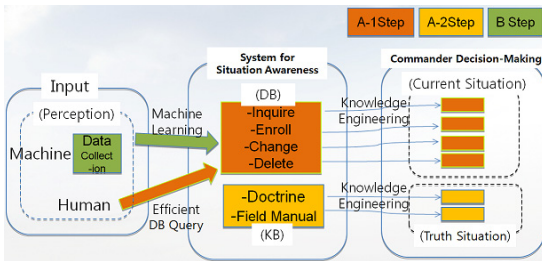 A-1Step
A-2Step
B Step
Input
(Perception)
Machine
Data
Collect
-ion
Human
Machine
Learning
Efficient
DB Query
System for
Situation Awareness
(DB)
-Inquire
-Enroll
-Change
-Delete
-Doctrine
-Field Manual
(KB)
Knowledge
Engineering
Knowledge
Engineering
Commander Decision-Making
(Current Situation)
(Truth Situation)